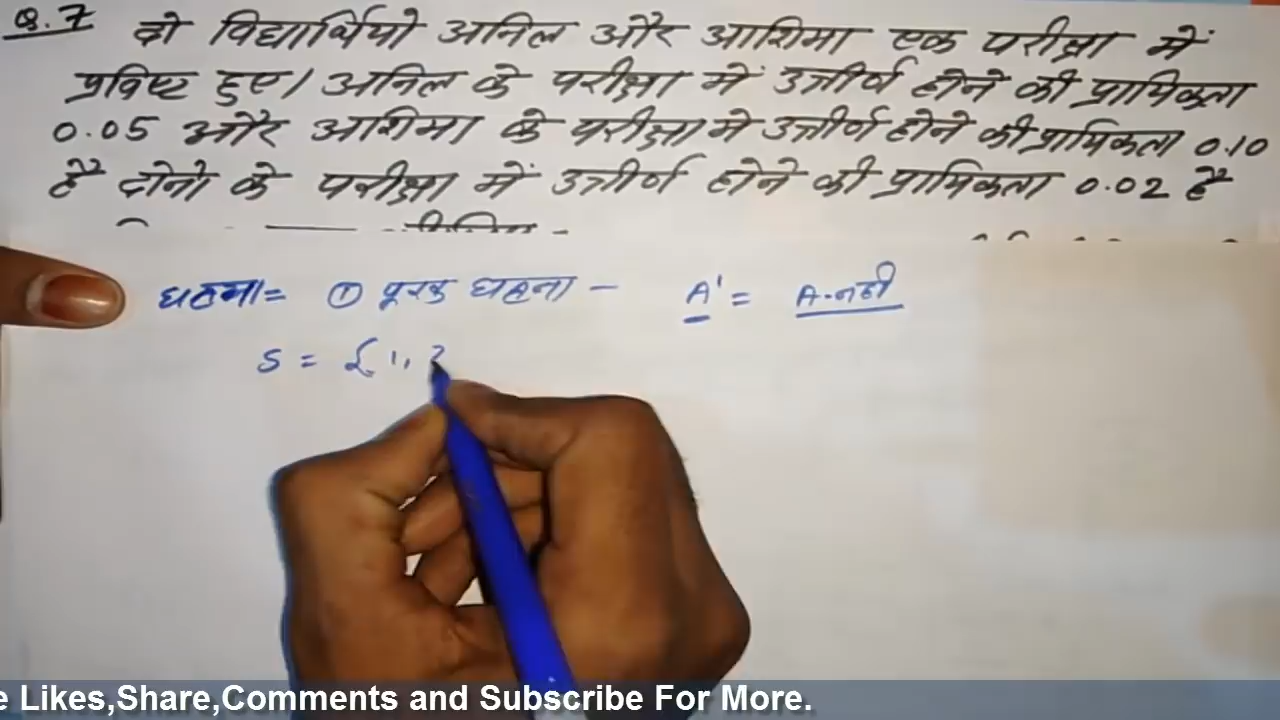 Q.7 दो विद्यार्थियो अनिल और आशिमा एक परीक्षा में
प्रविष्ट हुए। अनिल के परीक्षा में उत्तीर्ण होने की प्रायिकता
0.05 और आशिमा के परीक्षा मे उत्तीर्ण होने की प्रायिकता 0.10
है दोनो के परीक्षा में उत्तीर्ण होने की प्रायिकता 0.02 है
घटना= ① पूरक घटना - A' = A-नही
S = { 1, 2
e Likes,Share,Comments and Subscribe For More.